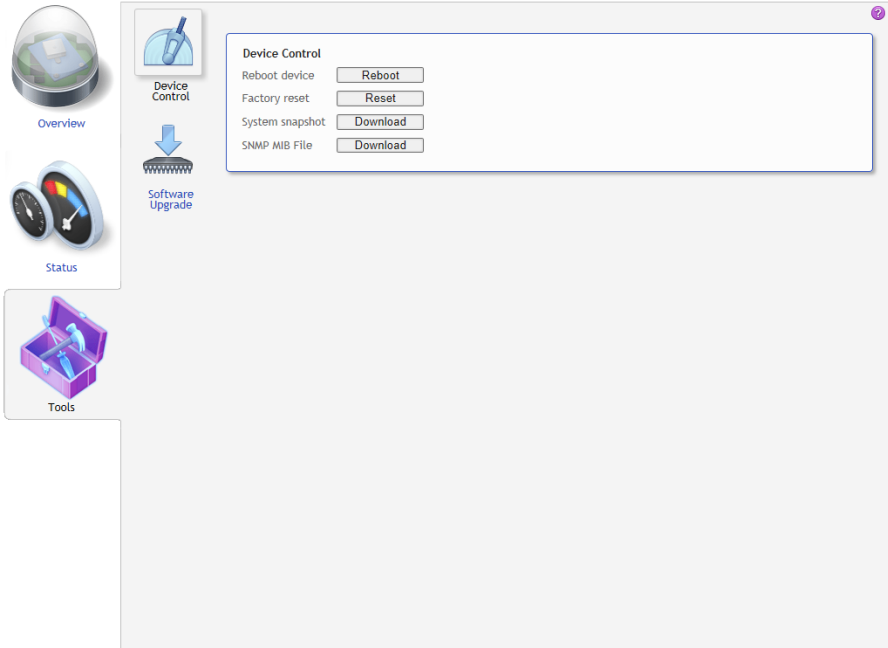 ?
Overview
Status
Tools
Device
Control
Software
Upgrade
Device Control
Reboot device Reboot
Factory reset Reset
System snapshot Download
SNMP MIB File Download